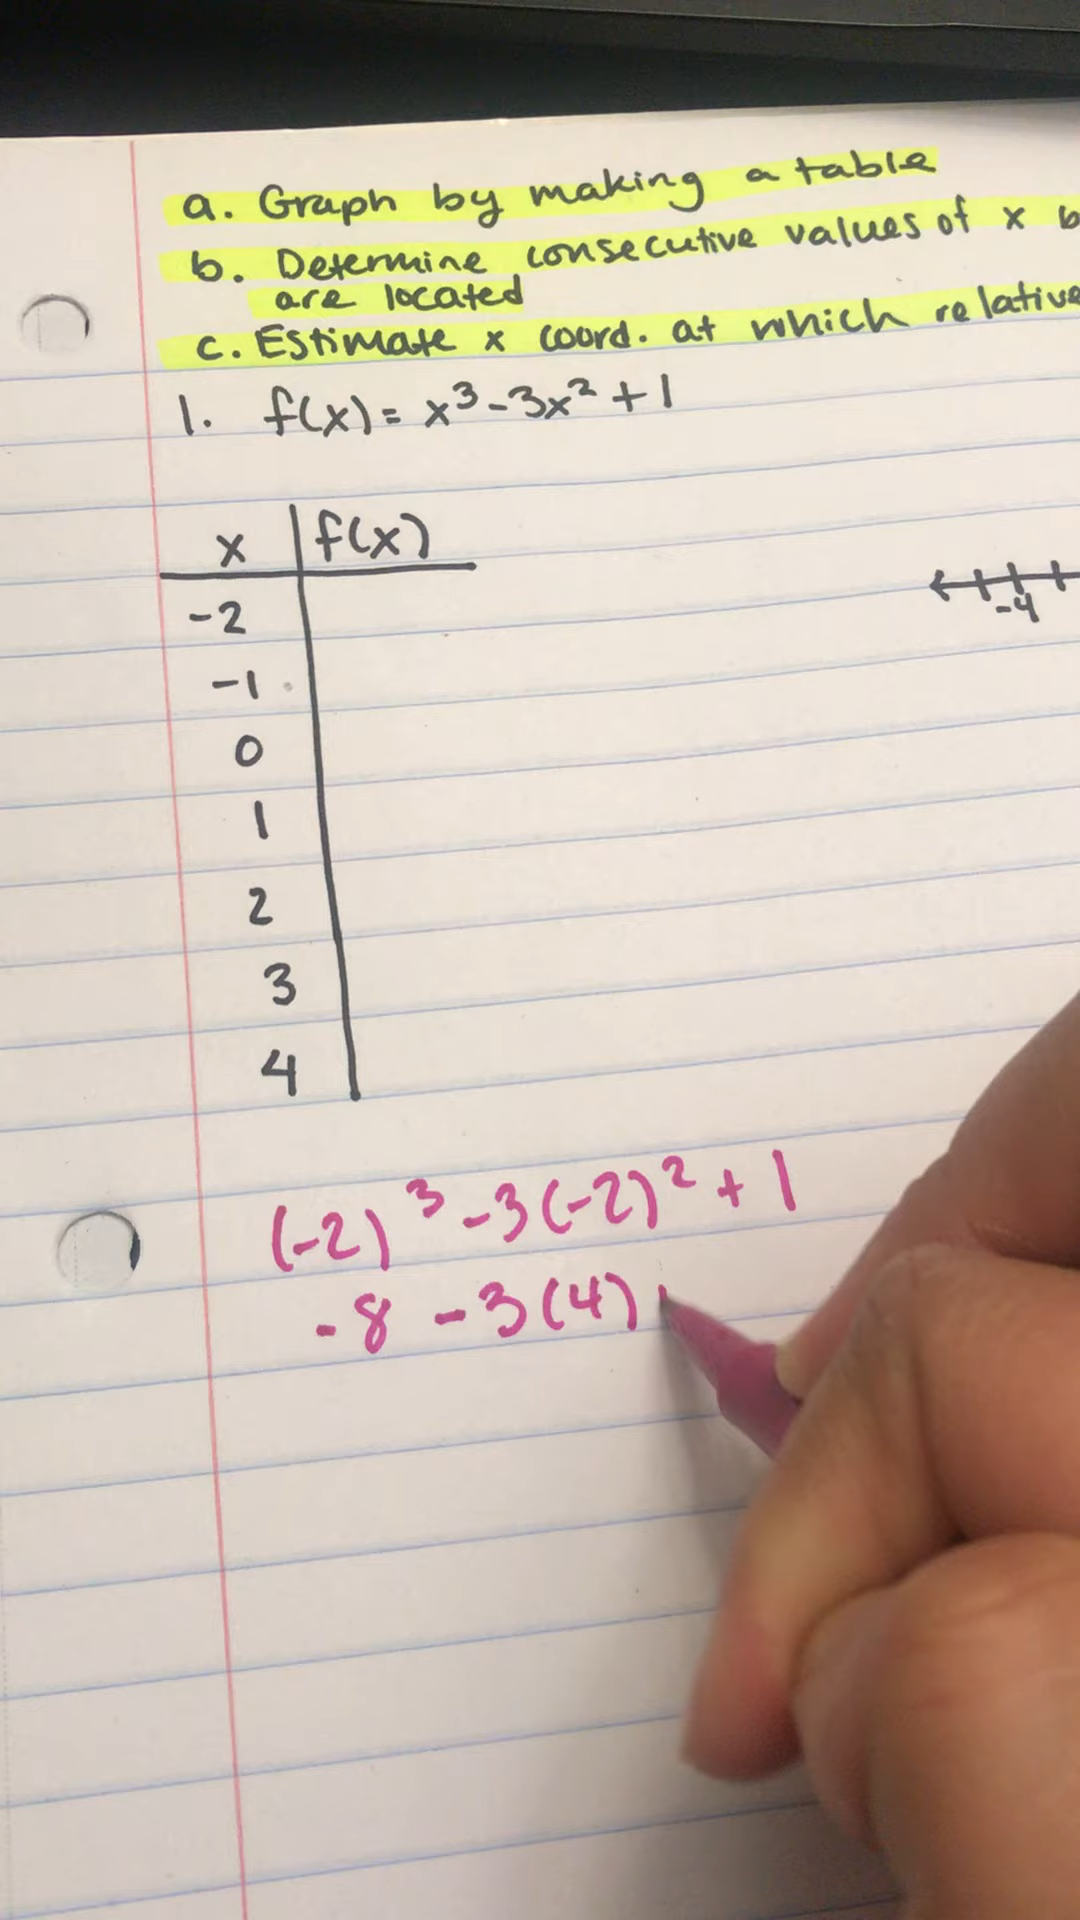 a. Graph by making a table
b. Determine consecutive values of x
are located
c. Estimate x coord. at which relative
1. f(x) = x³-3x²+1
x f(x)
-2
-1
0
1
2
3
4
-4
(-2)³-3(-2)²+1
-8 -3(4)